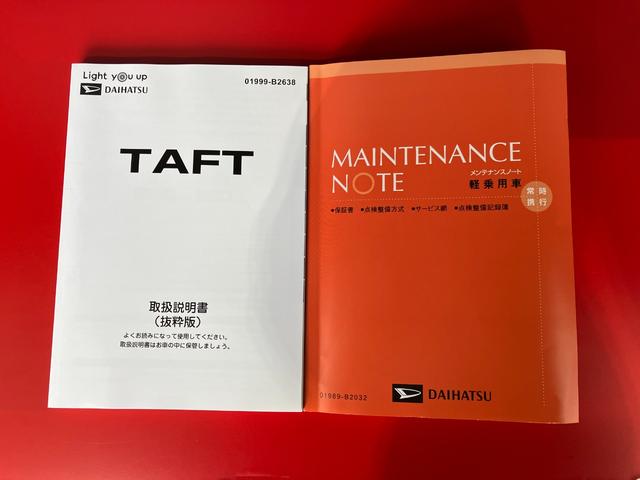 Light you up
DAIHATSU
01999-B2638
TAFT
取扱説明書
(抜粋版)
よくお読みになって使用してください。
取扱説明書はお車の中に保管しましょう。
MAINTENANCE
NOTE
メンテナンスノート
軽乗用車
常時
携行
●保証書 ●点検整備方式 ●サービス網 ●点検整備記録簿
01989-B2032
DAIHATSU